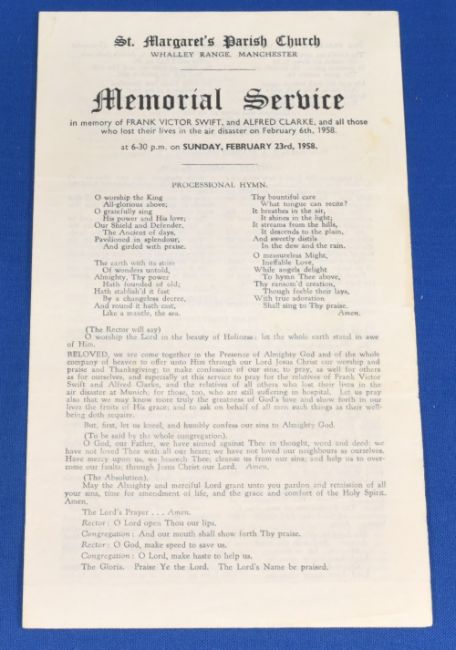 St. Margaret's Parish Church
WHALLEY RANGE, MANCHESTER
Memorial Service
in memory of FRANK VICTOR SWIFT, and ALFRED CLARKE, and all those
who lost their lives in the air disaster on February 6th, 1958.
at 6-30 p.m. on SUNDAY, FEBRUARY 23rd, 1958.
PROCESSIONAL HYMN.
O worship the King
All-glorious above;
O gratefully sing
His power and His love;
Our Shield and Defender,
The Ancient of days,
Pavilioned in splendour,
And girded with praise.
The earth with its store
Of wonders untold,
Almighty, Thy power
Hath founded of old;
Hath stablish'd it fast
By a changeless decree,
And round it hath cast,
Like a mantle, the sea.
Thy bountiful care
What tongue can recite?
It breathes in the air,
It shines in the light;
It streams from the hills,
It descends to the plain,
And sweetly distils
In the dew and the rain.
O measureless Might,
Ineffable Love,
While angels delight
To hymn Thee above,
Thy ransom'd creation,
Though feeble their lays,
With true adoration
Shall sing to Thy praise.
Amen.
(The Rector will say)
O worship the Lord in the beauty of Holiness: let the whole earth stand in awe
of Him.
BELOVED, we are come together in the Presence of Almighty God and of the whole
company of heaven to offer unto Him through our Lord Jesus Christ our worship and
praise and Thanksgiving; to make confession of our sins; to pray, as well for others
as for ourselves, and especially at this service to pray for the relatives of Frank Victor
Swift and Alfred Clarke, and the relatives of all others who lost their lives in the
air disaster at Munich; for those, too, who are still suffering in hospital. Let us pray
also that we may know more truly the greatness of God's love and show forth in our
lives the fruits of His grace; and to ask on behalf of all men such things as their well-
being doth require.
But, first, let us kneel, and humbly confess our sins to Almighty God.
(To be said by the whole congregation).
O God, our Father, we have sinned against Thee in thought, word and deed: we
have not loved Thee with all our heart; we have not loved our neighbours as ourselves.
Have mercy upon us, we beseech Thee; cleanse us from our sins; and help us to over-
come our faults; through Jesus Christ our Lord. Amen.
(The Absolution).
May the Almighty and merciful Lord grant unto you pardon and remission of all
your sins, time for amendment of life, and the grace and comfort of the Holy Spirit.
Amen.
The Lord's Prayer . . . Amen.
Rector: O Lord open Thou our lips.
Congregation: And our mouth shall show forth Thy praise.
Rector: O God, make speed to save us.
Congregation: O Lord, make haste to help us.
The Gloria. Praise Ye the Lord. The Lord's Name be praised.